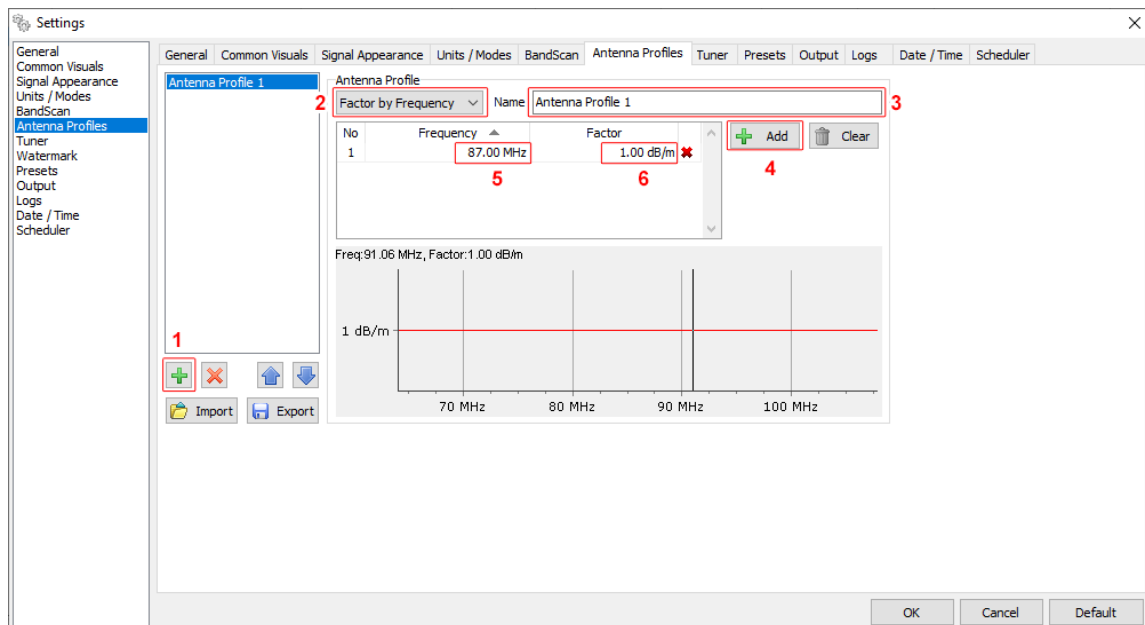 Settings
General
Common Visuals
Signal Appearance
Units / Modes
BandScan
Antenna Profiles
Tuner
Watermark
Presets
Output
Logs
Date / Time
Scheduler
General Common Visuals Signal Appearance Units / Modes BandScan Antenna Profiles Tuner Presets Output Logs Date / Time Scheduler
Antenna Profile 1
1
Import Export
Antenna Profile
2 Factor by Frequency Name Antenna Profile 1 3
No Frequency Factor
1 87.00 MHz 1.00 dB/m
5 6
Add Clear
4
Freq:91.06 MHz, Factor:1.00 dB/m
1 dB/m
70 MHz 80 MHz 90 MHz 100 MHz
OK Cancel Default